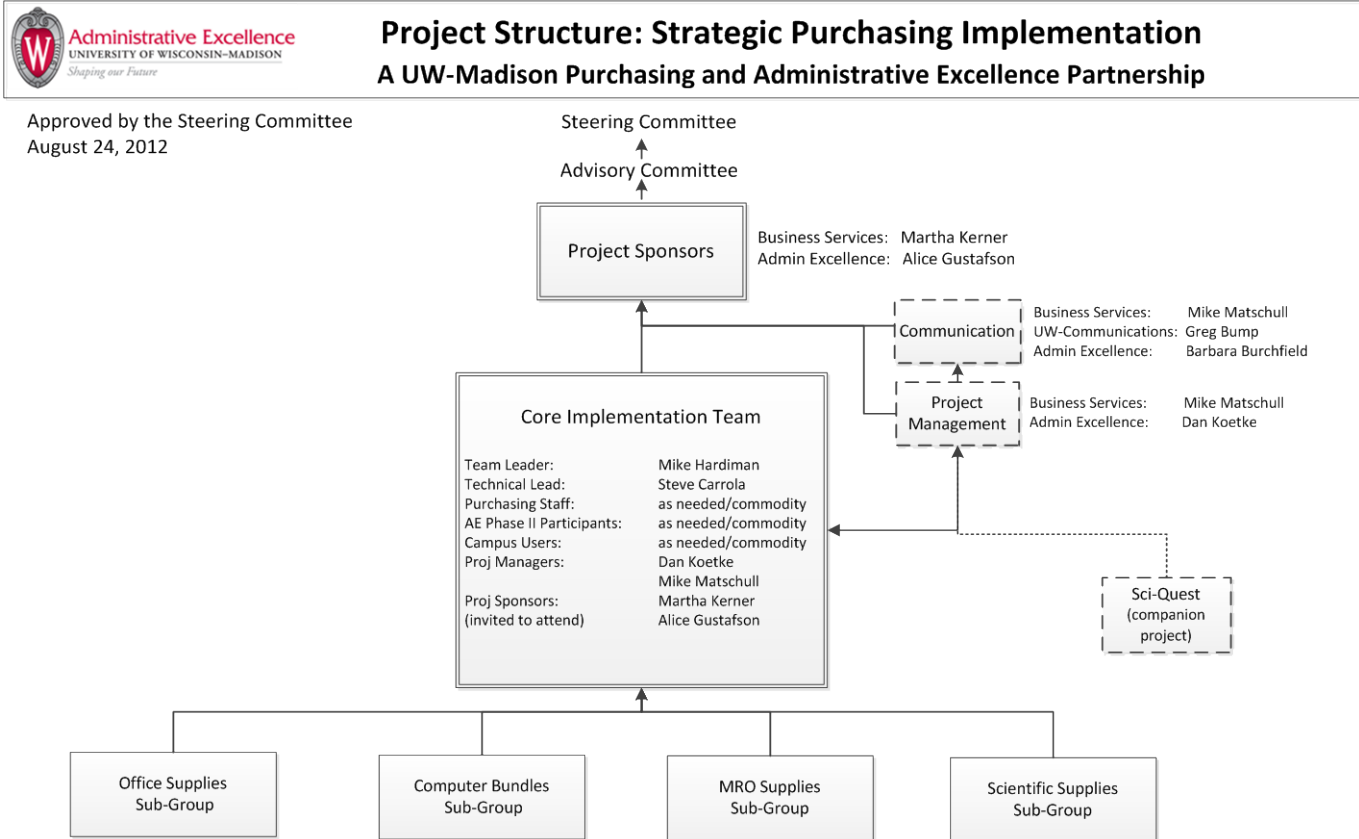 Administrative Excellence
UNIVERSITY OF WISCONSIN–MADISON
Shaping our Future
W
Project Structure: Strategic Purchasing Implementation
A UW-Madison Purchasing and Administrative Excellence Partnership
Approved by the Steering Committee
August 24, 2012
Steering Committee
Advisory Committee
Project Sponsors
Business Services: Martha Kerner
Admin Excellence: Alice Gustafson
Communication
Business Services: Mike Matschull
UW-Communications: Greg Bump
Admin Excellence: Barbara Burchfield
Project
Management
Business Services: Mike Matschull
Admin Excellence: Dan Koetke
Core Implementation Team
Team Leader: Mike Hardiman
Technical Lead: Steve Carrola
Purchasing Staff: as needed/commodity
AE Phase II Participants: as needed/commodity
Campus Users: as needed/commodity
Proj Managers: Dan Koetke
Mike Matschull
Proj Sponsors: Martha Kerner
(invited to attend) Alice Gustafson
Sci-Quest
(companion
project)
Office Supplies
Sub-Group
Computer Bundles
Sub-Group
MRO Supplies
Sub-Group
Scientific Supplies
Sub-Group